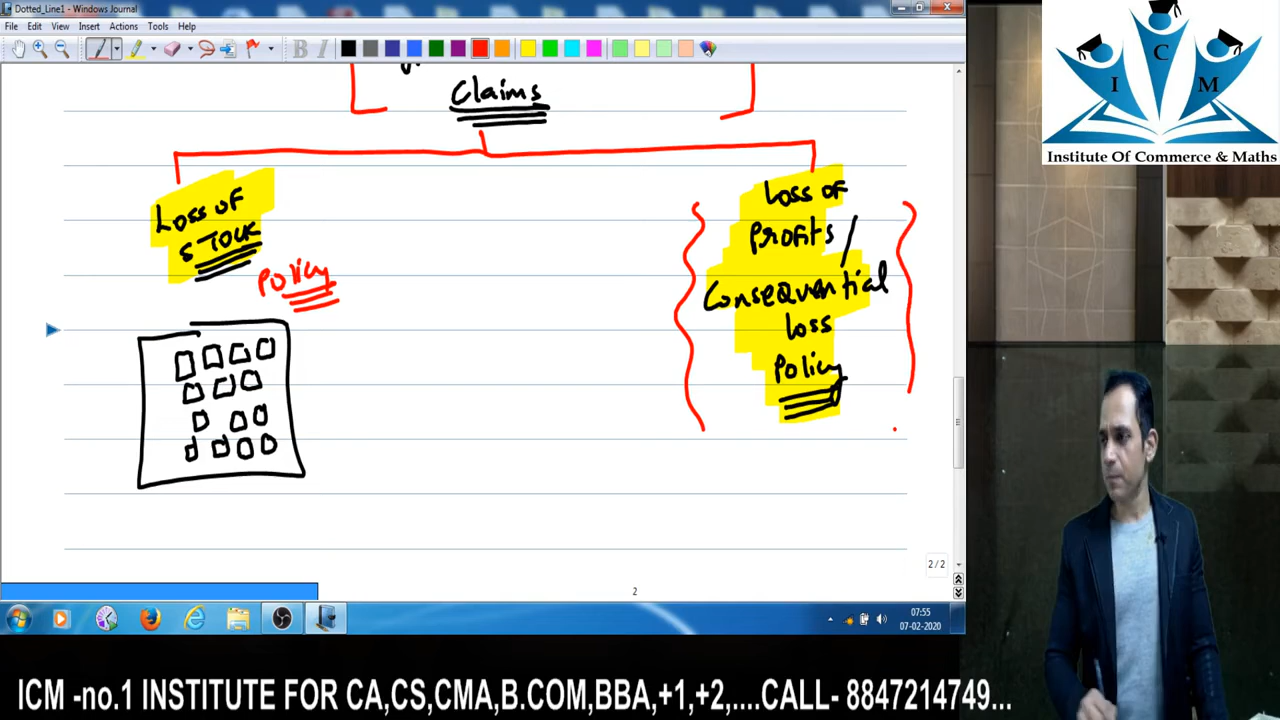 Dotted_Line1 - Windows Journal
File Edit View Insert Actions Tools Help
B I
Claims
Loss of
STOCK
Policy
Loss of
Profits /
Consequential
loss
Policy
2 / 2
2
07:55
07-02-2020
I C M
Institute Of Commerce & Maths
ICM -no.1 INSTITUTE FOR CA,CS,CMA,B.COM,BBA,+1,+2,....CALL- 8847214749...